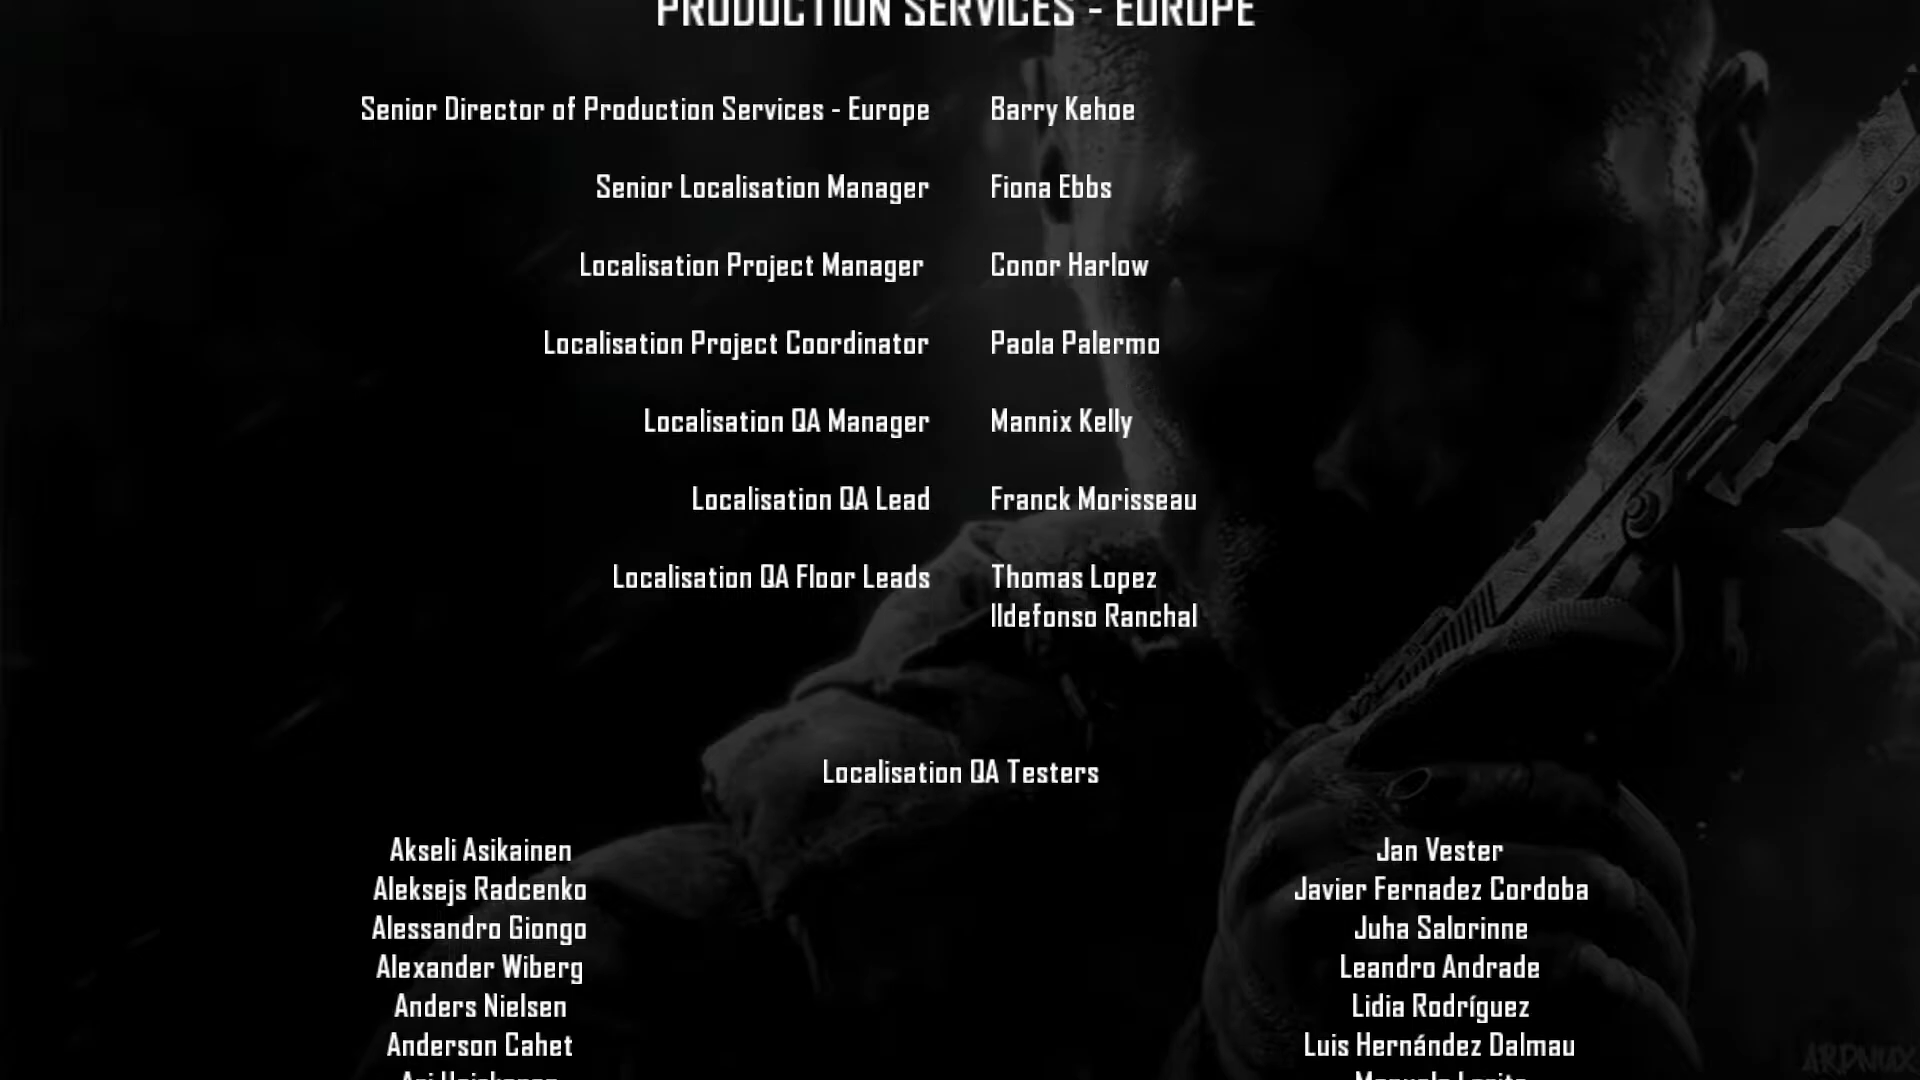 PRODUCTION SERVICES - EUROPE
Senior Director of Production Services - Europe Barry Kehoe
Senior Localisation Manager Fiona Ebbs
Localisation Project Manager Conor Harlow
Localisation Project Coordinator Paola Palermo
Localisation QA Manager Mannix Kelly
Localisation QA Lead Franck Morisseau
Localisation QA Floor Leads Thomas Lopez
Ildefonso Ranchal
Localisation QA Testers
Akseli Asikainen Jan Vester
Aleksejs Radcenko Javier Fernadez Cordoba
Alessandro Giongo Juha Salorinne
Alexander Wiberg Leandro Andrade
Anders Nielsen Lidia Rodríguez
Anderson Cahet Luis Hernández Dalmau